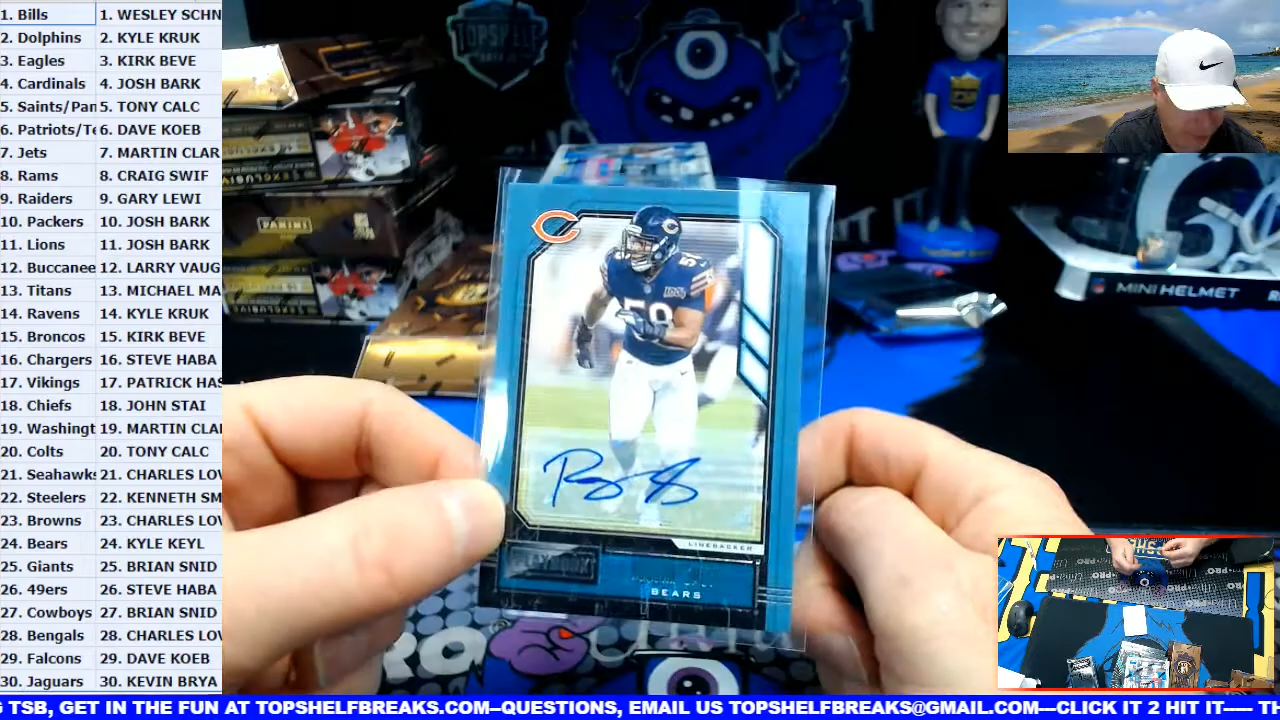 1. Bills 1. WESLEY SCHN
2. Dolphins 2. KYLE KRUK
3. Eagles 3. KIRK BEVE
4. Cardinals 4. JOSH BARK
5. Saints/Pan 5. TONY CALC
6. Patriots/Te 6. DAVE KOEB
7. Jets 7. MARTIN CLAR
8. Rams 8. CRAIG SWIF
9. Raiders 9. GARY LEWI
10. Packers 10. JOSH BARK
11. Lions 11. JOSH BARK
12. Buccanee 12. LARRY VAUG
13. Titans 13. MICHAEL MA
14. Ravens 14. KYLE KRUK
15. Broncos 15. KIRK BEVE
16. Chargers 16. STEVE HABA
17. Vikings 17. PATRICK HAS
18. Chiefs 18. JOHN STAI
19. Washingt 19. MARTIN CLAI
20. Colts 20. TONY CALC
21. Seahawks 21. CHARLES LOV
22. Steelers 22. KENNETH SM
23. Browns 23. CHARLES LOV
24. Bears 24. KYLE KEYL
25. Giants 25. BRIAN SNID
26. 49ers 26. STEVE HABA
27. Cowboys 27. BRIAN SNID
28. Bengals 28. CHARLES LOV
29. Falcons 29. DAVE KOEB
30. Jaguars 30. KEVIN BRYA
TOPSHELF
PANINI
MINI HELMET
LINEBACKER
PLAYBOOK
BEARS
G TSB, GET IN THE FUN AT TOPSHELFBREAKS.COM--QUESTIONS, EMAIL US TOPSHELFBREAKS@GMAIL.COM---CLICK IT 2 HIT IT---- TH